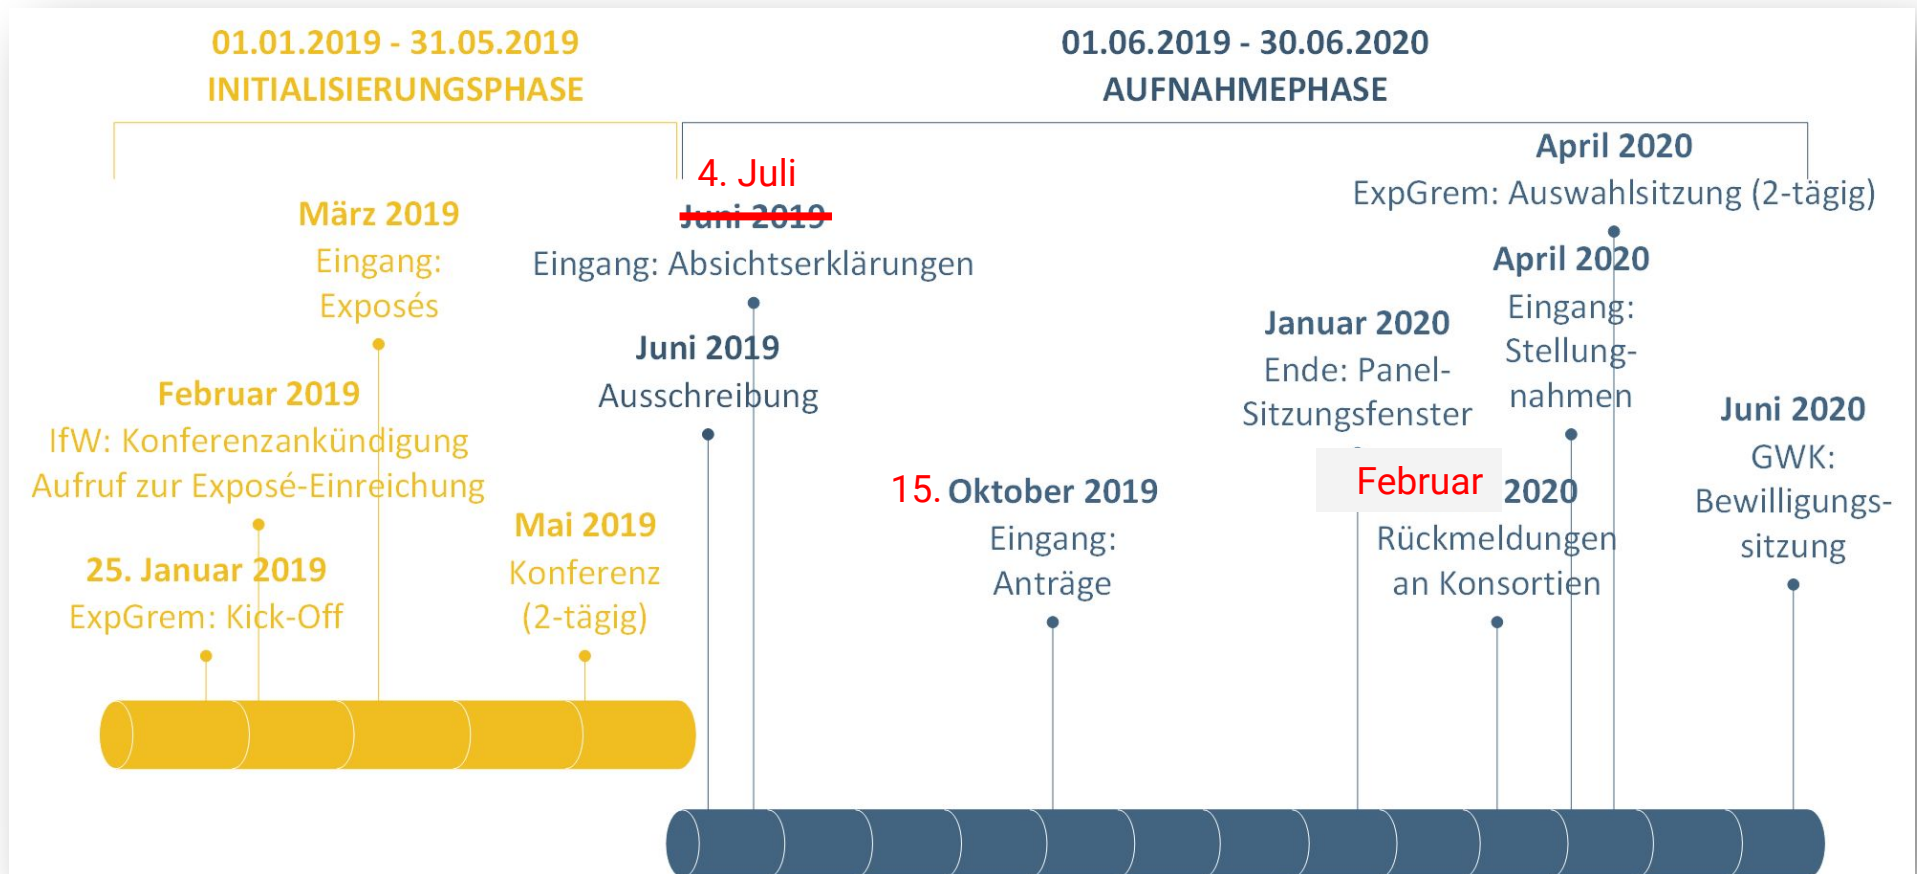 01.01.2019 - 31.05.2019
INITIALISIERUNGSPHASE
01.06.2019 - 30.06.2020
AUFNAHMEPHASE
25. Januar 2019
ExpGrem: Kick-Off
Februar 2019
IfW: Konferenzankündigung
Aufruf zur Exposé-Einreichung
März 2019
Eingang:
Exposés
Mai 2019
Konferenz
(2-tägig)
Juni 2019
Ausschreibung
4. Juli
Juni 2019
Eingang: Absichtserklärungen
15. Oktober 2019
Eingang:
Anträge
Januar 2020
Ende: Panel-
Sitzungsfenster
Februar 2020
Rückmeldungen
an Konsortien
April 2020
Eingang:
Stellung-
nahmen
April 2020
ExpGrem: Auswahlsitzung (2-tägig)
Juni 2020
GWK:
Bewilligungs-
sitzung